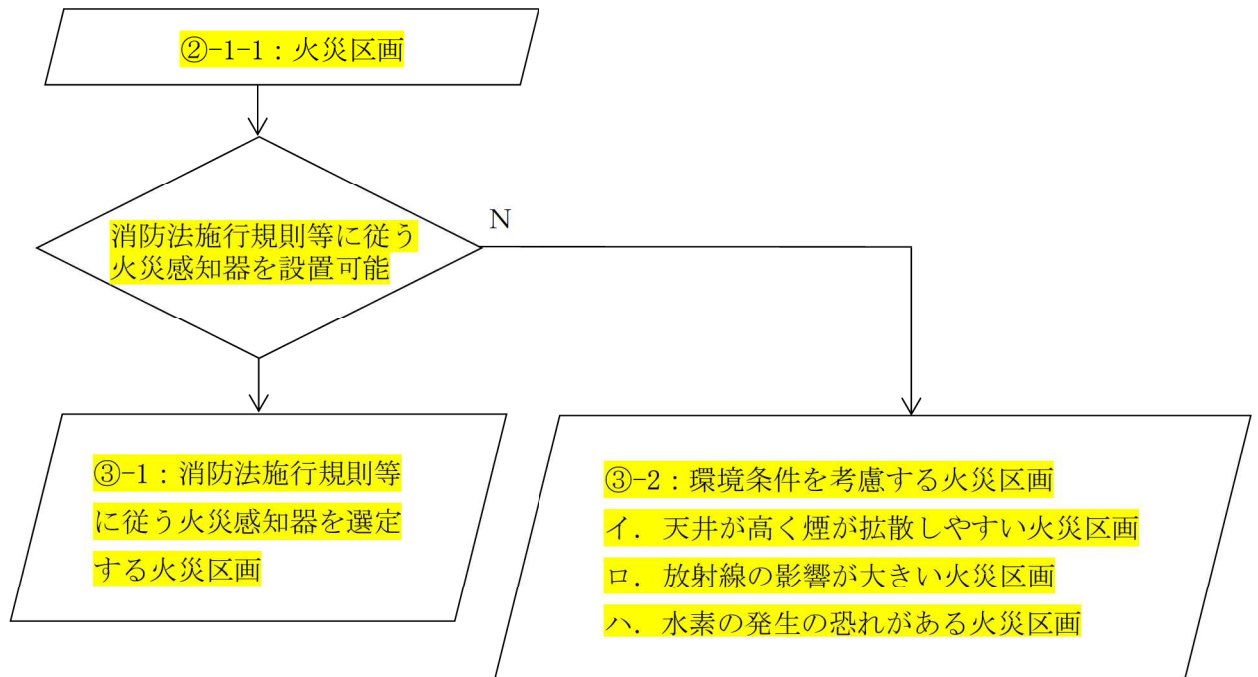 ②-1-1:火災区画
消防法施行規則等に従う
火災感知器を設置可能
N
③-1:消防法施行規則等
に従う火災感知器を選定
する火災区画
③-2:環境条件を考慮する火災区画
イ. 天井が高く煙が拡散しやすい火災区画
ロ. 放射線の影響が大きい火災区画
ハ. 水素の発生の恐れがある火災区画